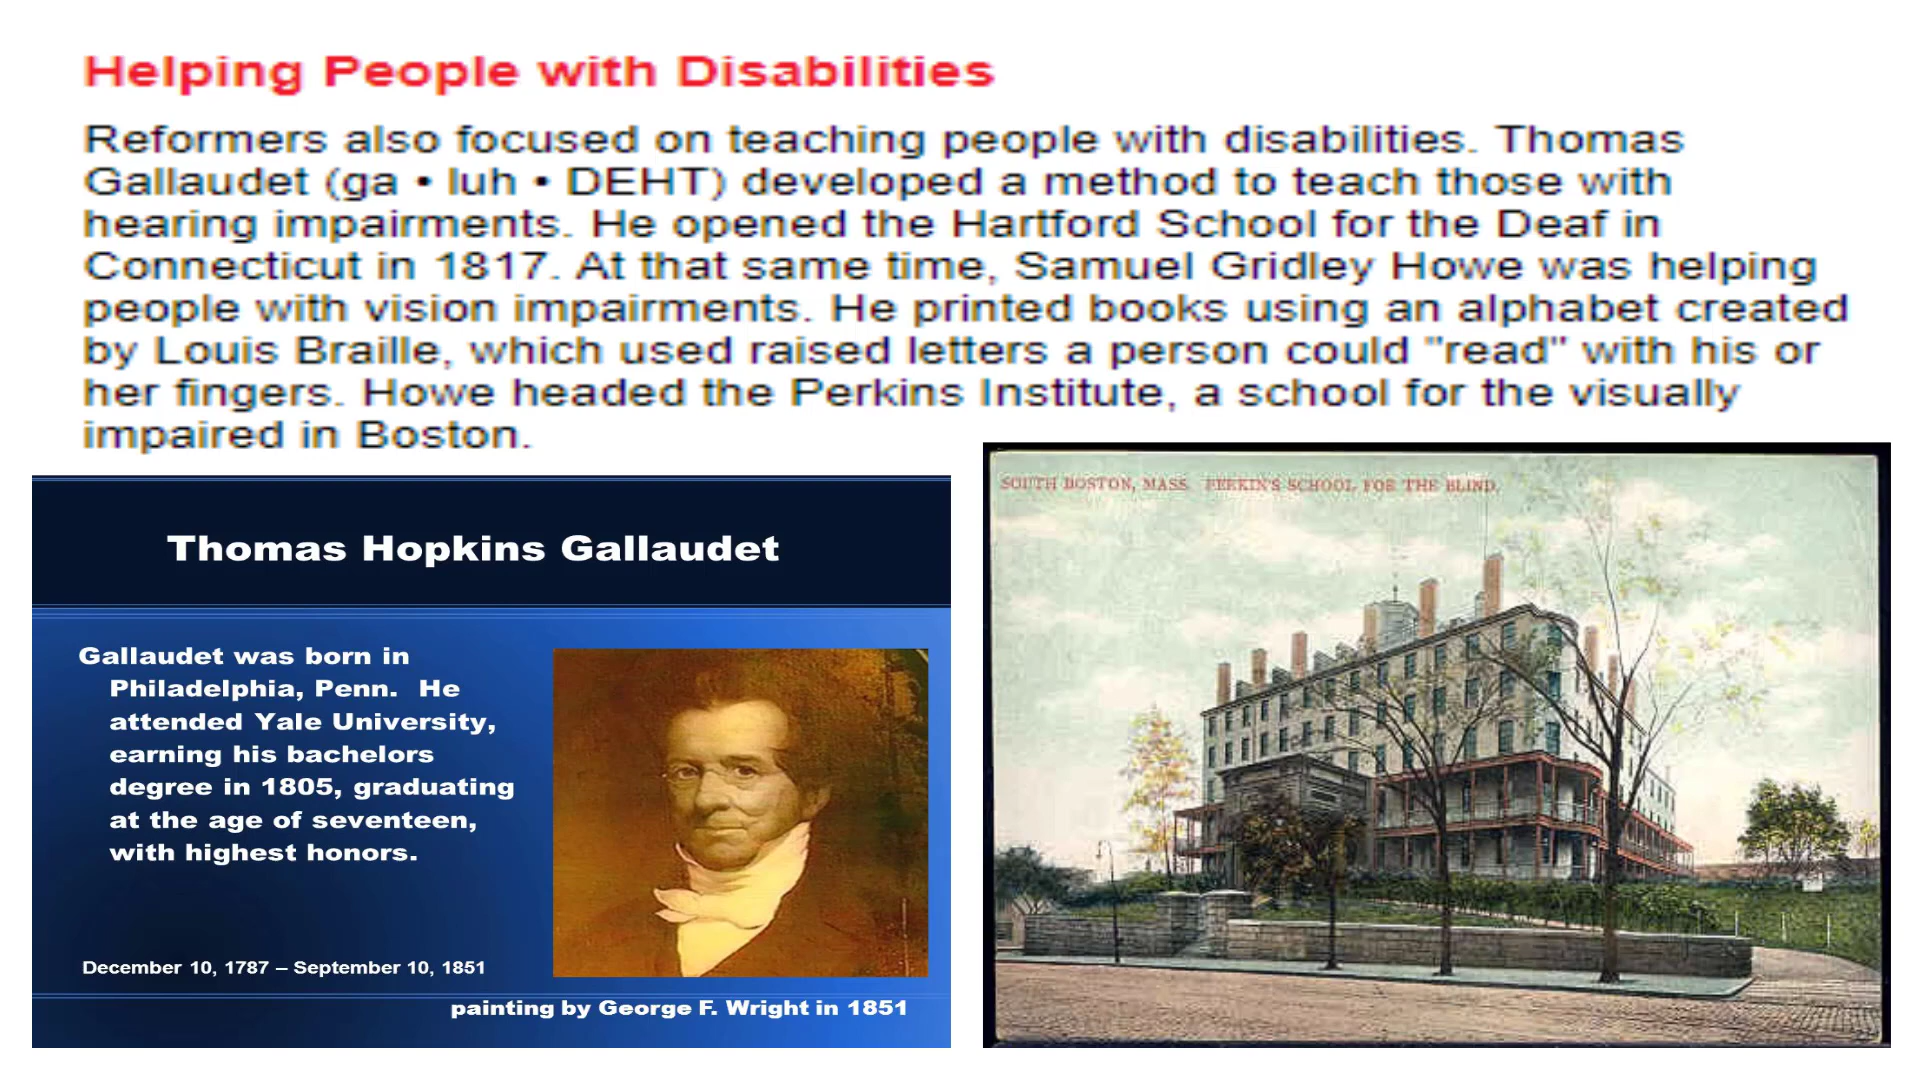 Helping People with Disabilities
Reformers also focused on teaching people with disabilities. Thomas
Gallaudet (ga • luh • DEHT) developed a method to teach those with
hearing impairments. He opened the Hartford School for the Deaf in
Connecticut in 1817. At that same time, Samuel Gridley Howe was helping
people with vision impairments. He printed books using an alphabet created
by Louis Braille, which used raised letters a person could "read" with his or
her fingers. Howe headed the Perkins Institute, a school for the visually
impaired in Boston.
Thomas Hopkins Gallaudet
Gallaudet was born in
Philadelphia, Penn. He
attended Yale University,
earning his bachelors
degree in 1805, graduating
at the age of seventeen,
with highest honors.
December 10, 1787 – September 10, 1851
painting by George F. Wright in 1851
SOUTH BOSTON, MASS. PERKIN'S SCHOOL FOR THE BLIND.